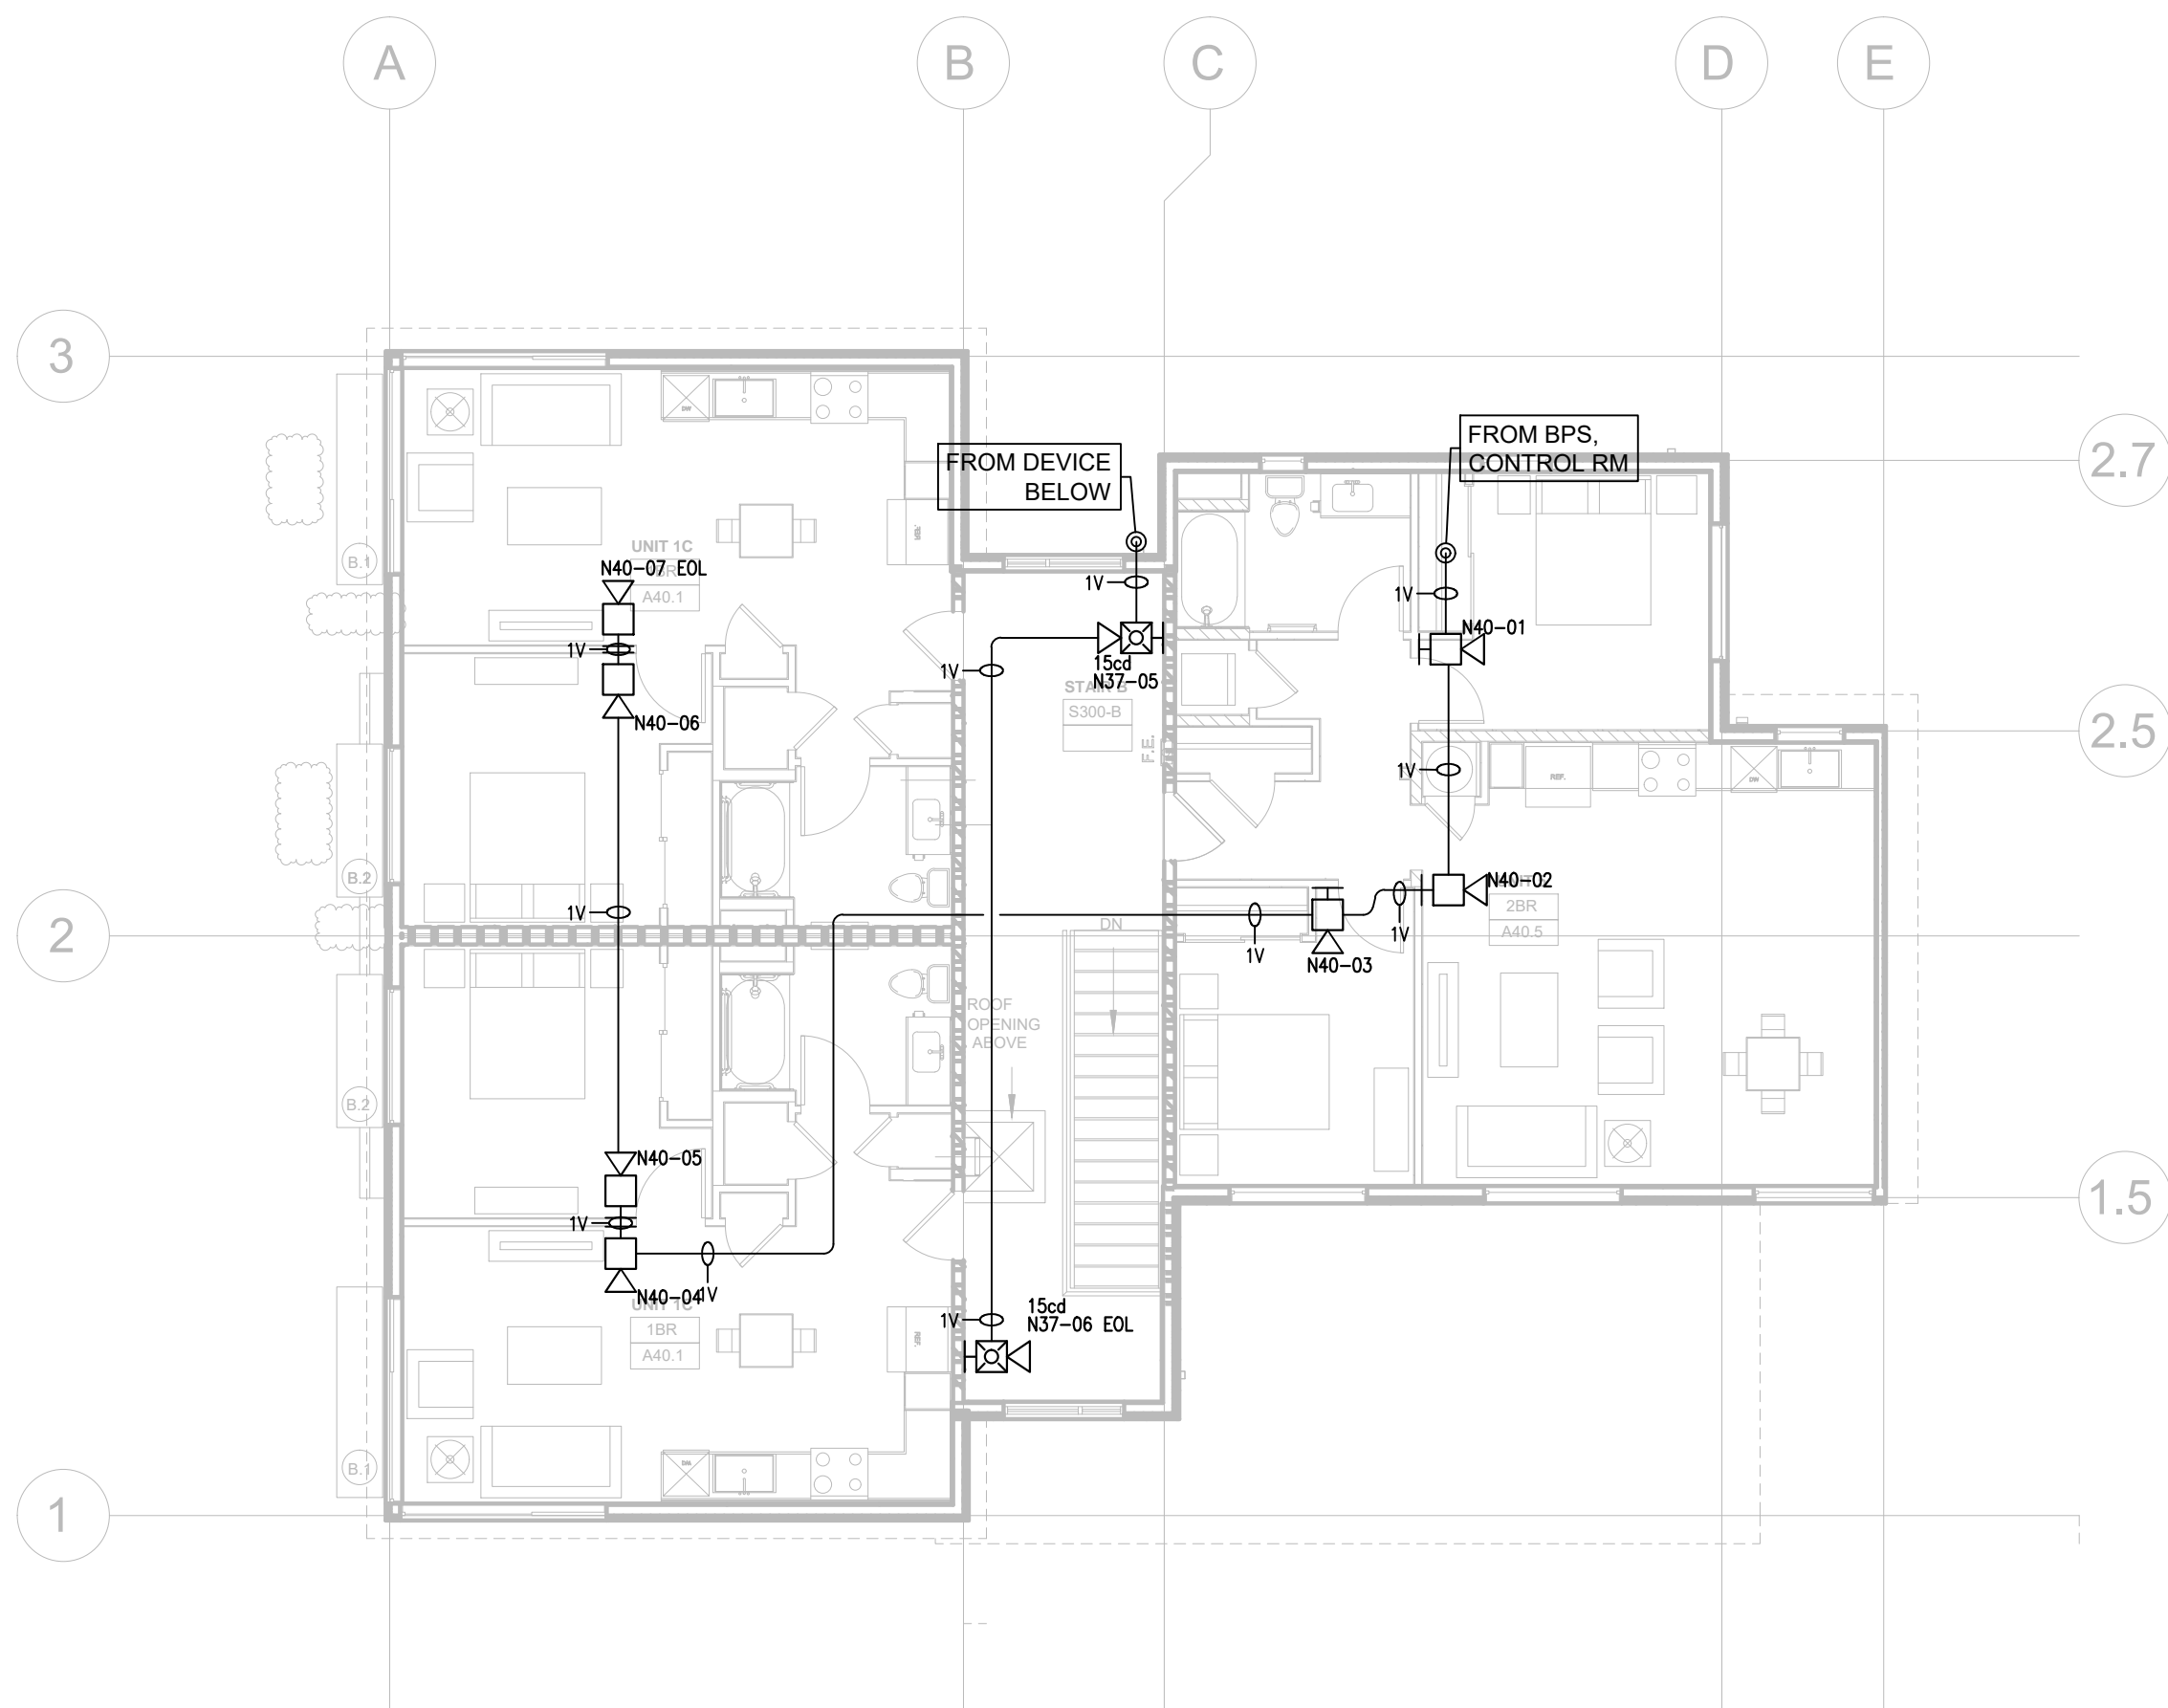 A
B
C
D
E
3
2.7
FROM BPS,
CONTROL RM
FROM DEVICE
BELOW
DW
REF.
UNIT 1C
N40-07 EOL
1BR
A40.1
B.1
1V
1V
N40-01
1V
1V
15cd
N37-05
STAIR B
S300-B
F.E.
N40-06
2.5
1V
REF.
DW
B.2
1V
N40-02
2BR
A40.5
2
DN
1V
1V
N40-03
ROOF
OPENING
ABOVE
B.2
N40-05
1.5
1V
N40-04
1V
UNIT 1C
1BR
A40.1
REF.
15cd
N37-06 EOL
1V
B.1
DW
1